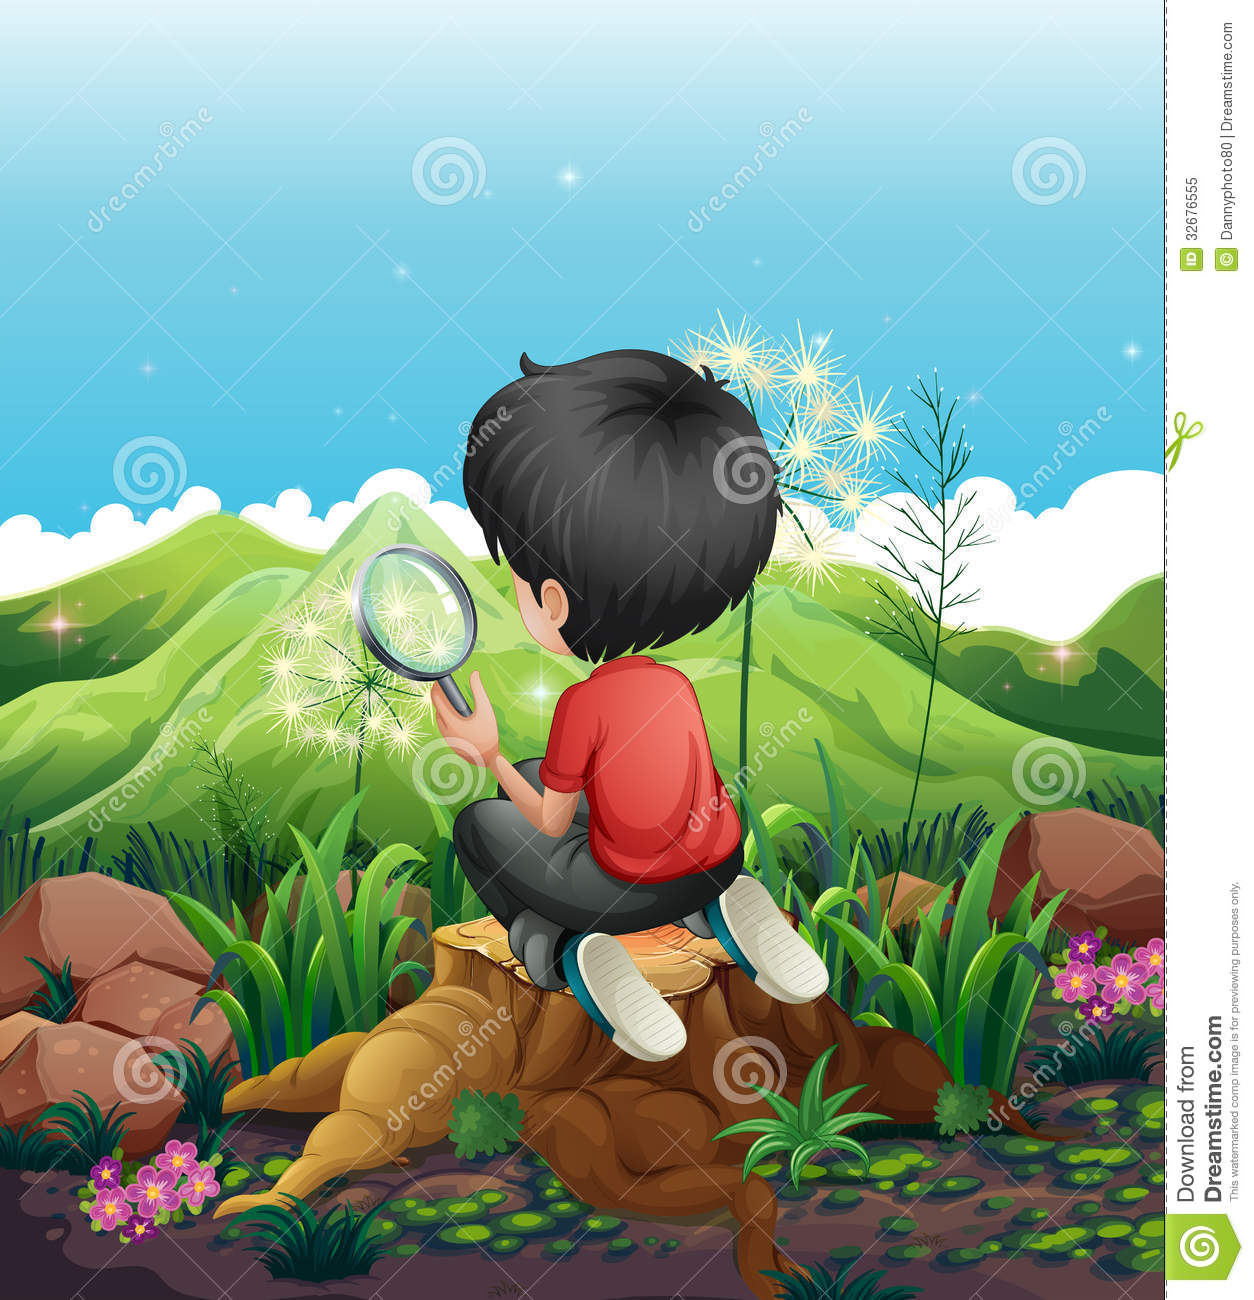 dreamstime
dreamstime
dreamstime
dreamstime
dreamstime
dreamstime
dreamstime
dreamstime
dreamstime
ID 32676555
© Dannyphoto80 | Dreamstime.com
Download from
Dreamstime.com
This watermarked comp image is for previewing purposes only.